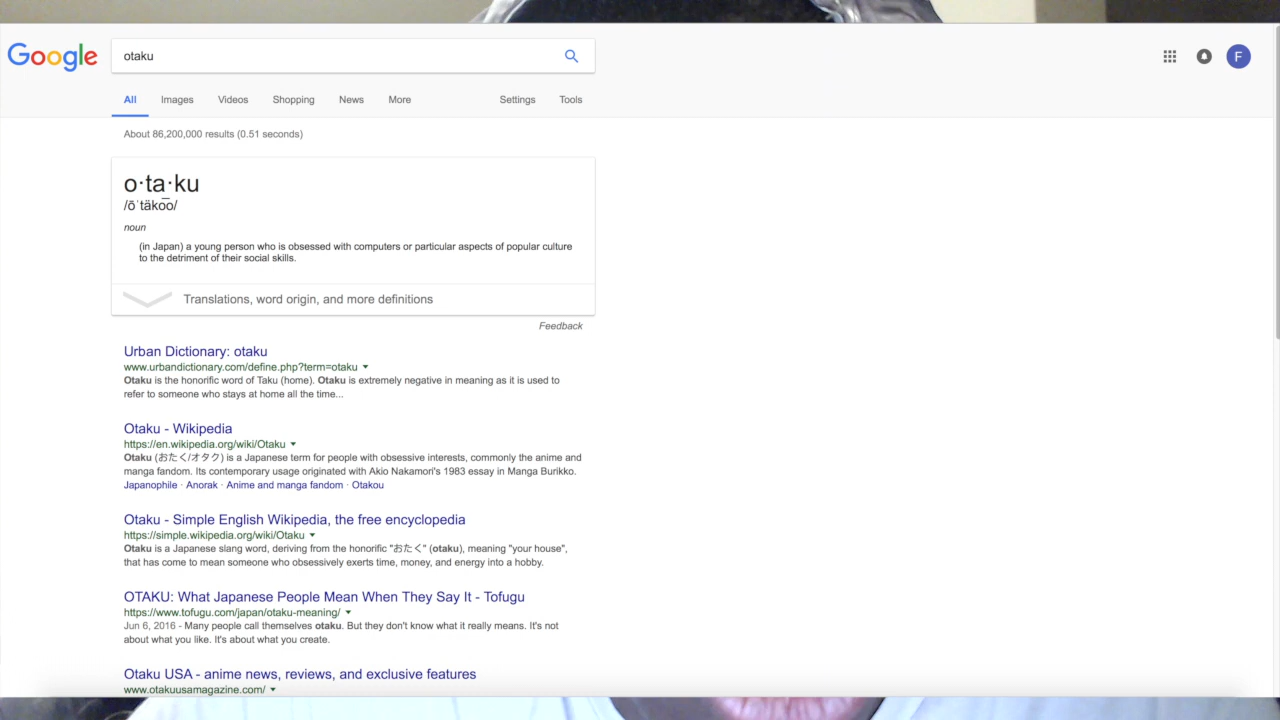 Google
otaku
F
All Images Videos Shopping News More Settings Tools
About 86,200,000 results (0.51 seconds)
o·ta·ku
/ōˈtäko͞o/
noun
(in Japan) a young person who is obsessed with computers or particular aspects of popular culture
to the detriment of their social skills.
Translations, word origin, and more definitions
Feedback
Urban Dictionary: otaku
www.urbandictionary.com/define.php?term=otaku
Otaku is the honorific word of Taku (home). Otaku is extremely negative in meaning as it is used to
refer to someone who stays at home all the time...
Otaku - Wikipedia
https://en.wikipedia.org/wiki/Otaku
Otaku (おたく/オタク) is a Japanese term for people with obsessive interests, commonly the anime and
manga fandom. Its contemporary usage originated with Akio Nakamori's 1983 essay in Manga Burikko.
Japanophile · Anorak · Anime and manga fandom · Otakou
Otaku - Simple English Wikipedia, the free encyclopedia
https://simple.wikipedia.org/wiki/Otaku
Otaku is a Japanese slang word, deriving from the honorific "おたく" (otaku), meaning "your house",
that has come to mean someone who obsessively exerts time, money, and energy into a hobby.
OTAKU: What Japanese People Mean When They Say It - Tofugu
https://www.tofugu.com/japan/otaku-meaning/
Jun 6, 2016 - Many people call themselves otaku. But they don't know what it really means. It's not
about what you like. It's about what you create.
Otaku USA - anime news, reviews, and exclusive features
www.otakuusamagazine.com/